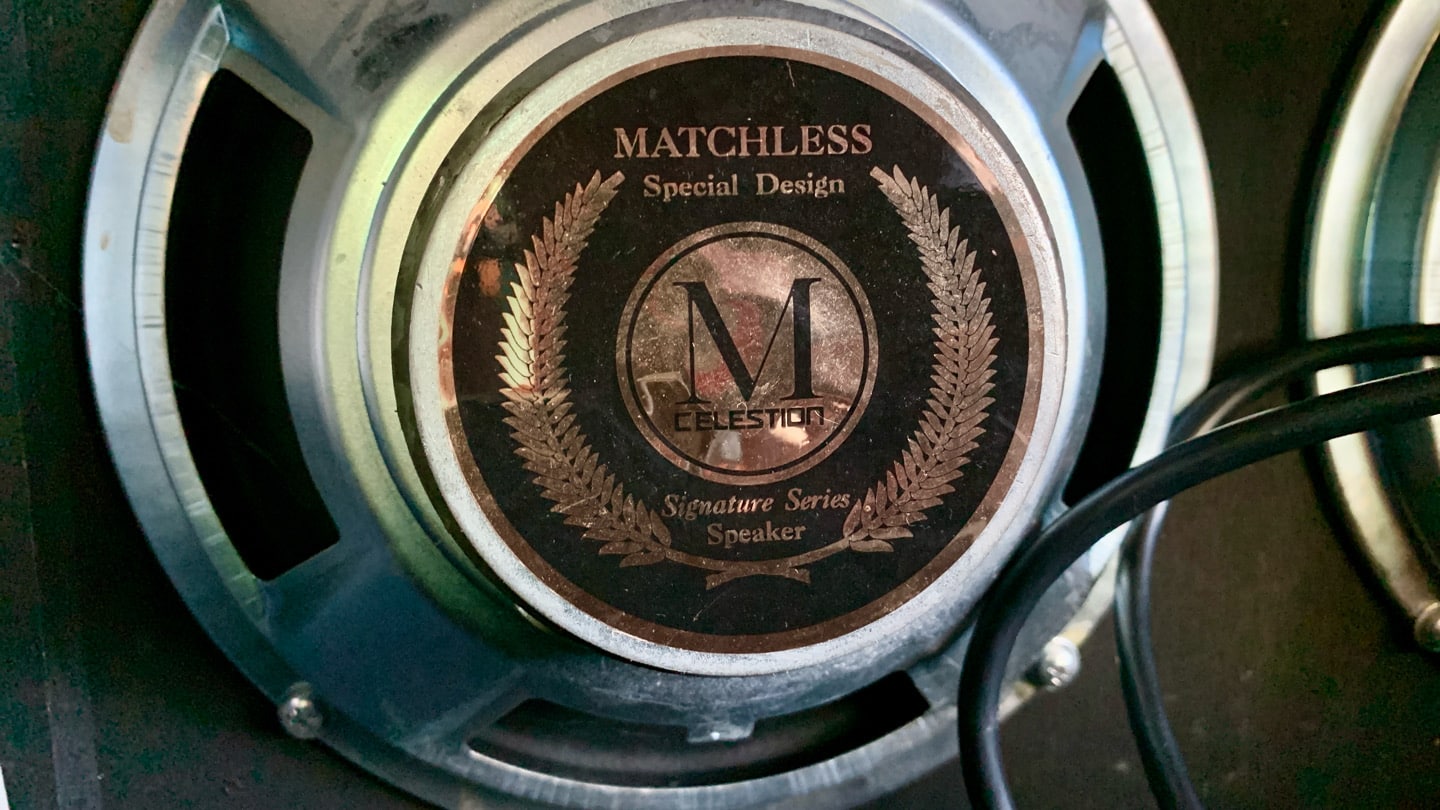 MATCHLESS
Special Design
M
CELESTION
Signature Series
Speaker